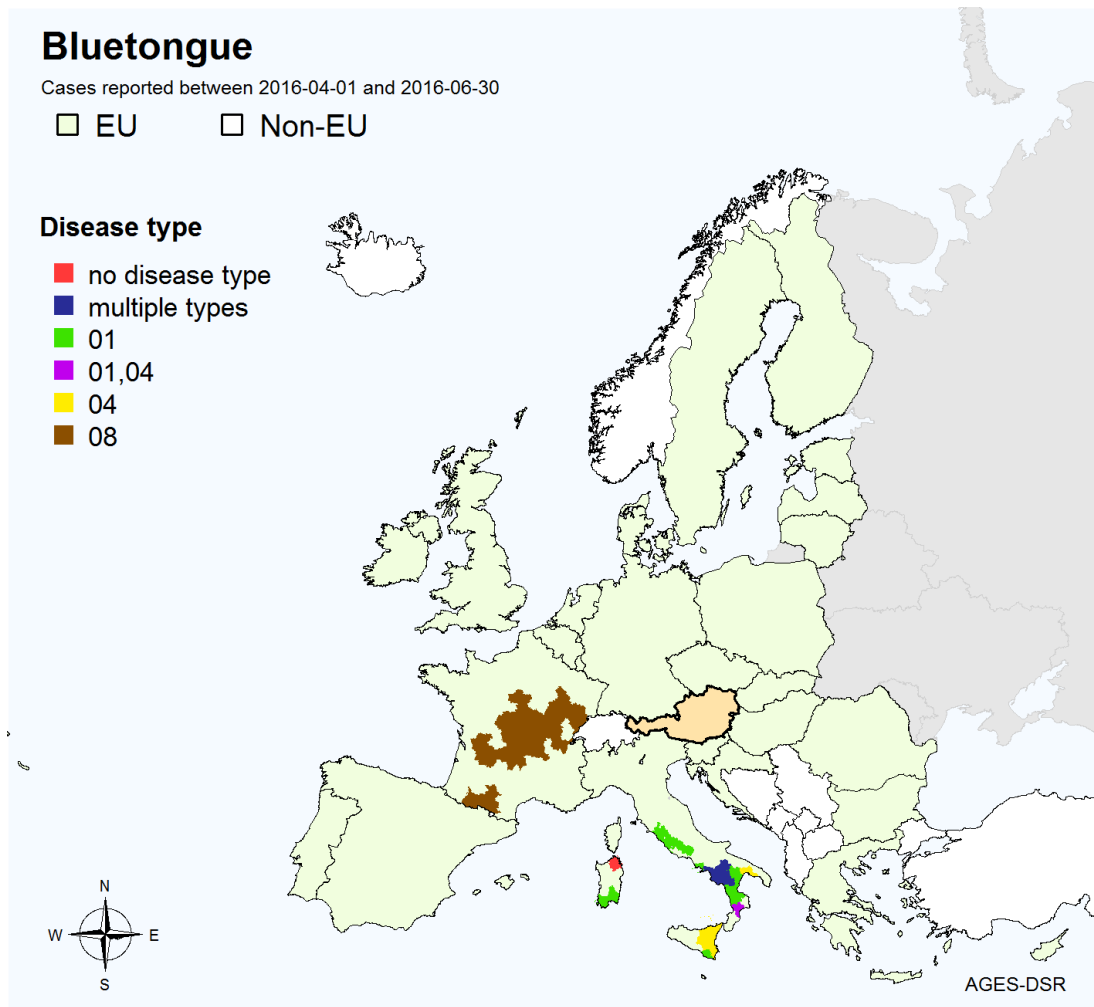 Bluetongue
Cases reported between 2016-04-01 and 2016-06-30
EU Non-EU
Disease type
no disease type
multiple types
01
01,04
04
08
N
W E
S
AGES-DSR